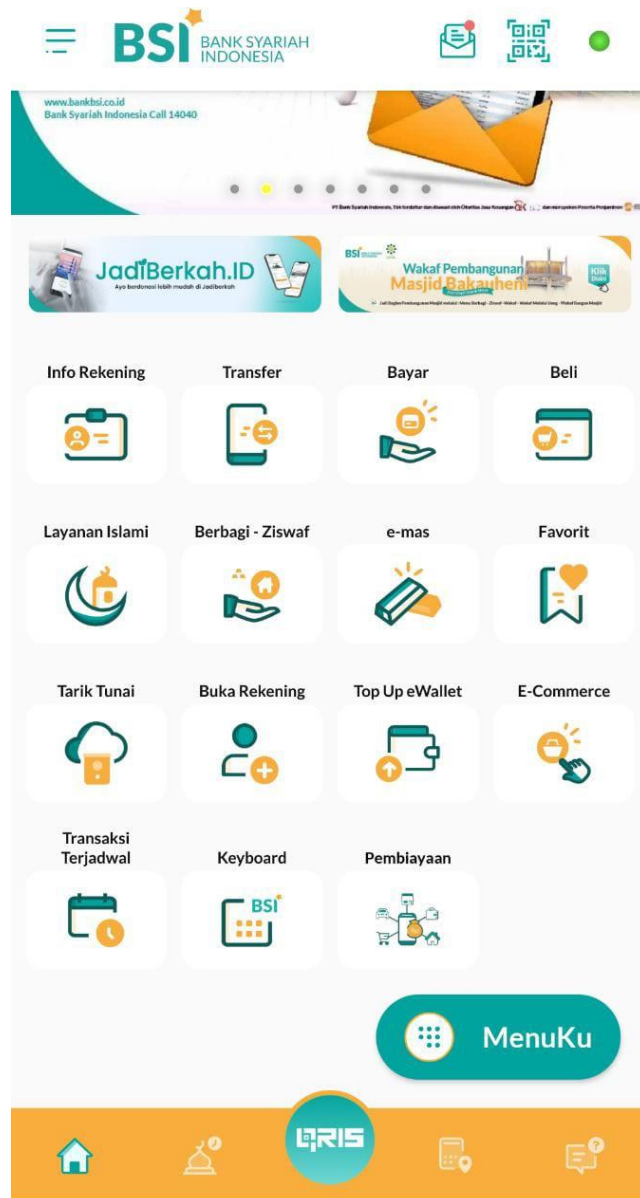 BSI BANK SYARIAH
INDONESIA
www.bankbsi.co.id
Bank Syariah Indonesia Call 14040
JadiBerkah.ID
Ayo berdonasi lebih mudah di Jadiberkah
BSI
Wakaf Pembangunan
Masjid Bakauheni
Klik
Disini
Info Rekening
Transfer
Bayar
Beli
Layanan Islami
Berbagi - Ziswaf
e-mas
Favorit
Tarik Tunai
Buka Rekening
Top Up eWallet
E-Commerce
Transaksi
Terjadwal
Keyboard
Pembiayaan
BSI
MenuKu
QRIS